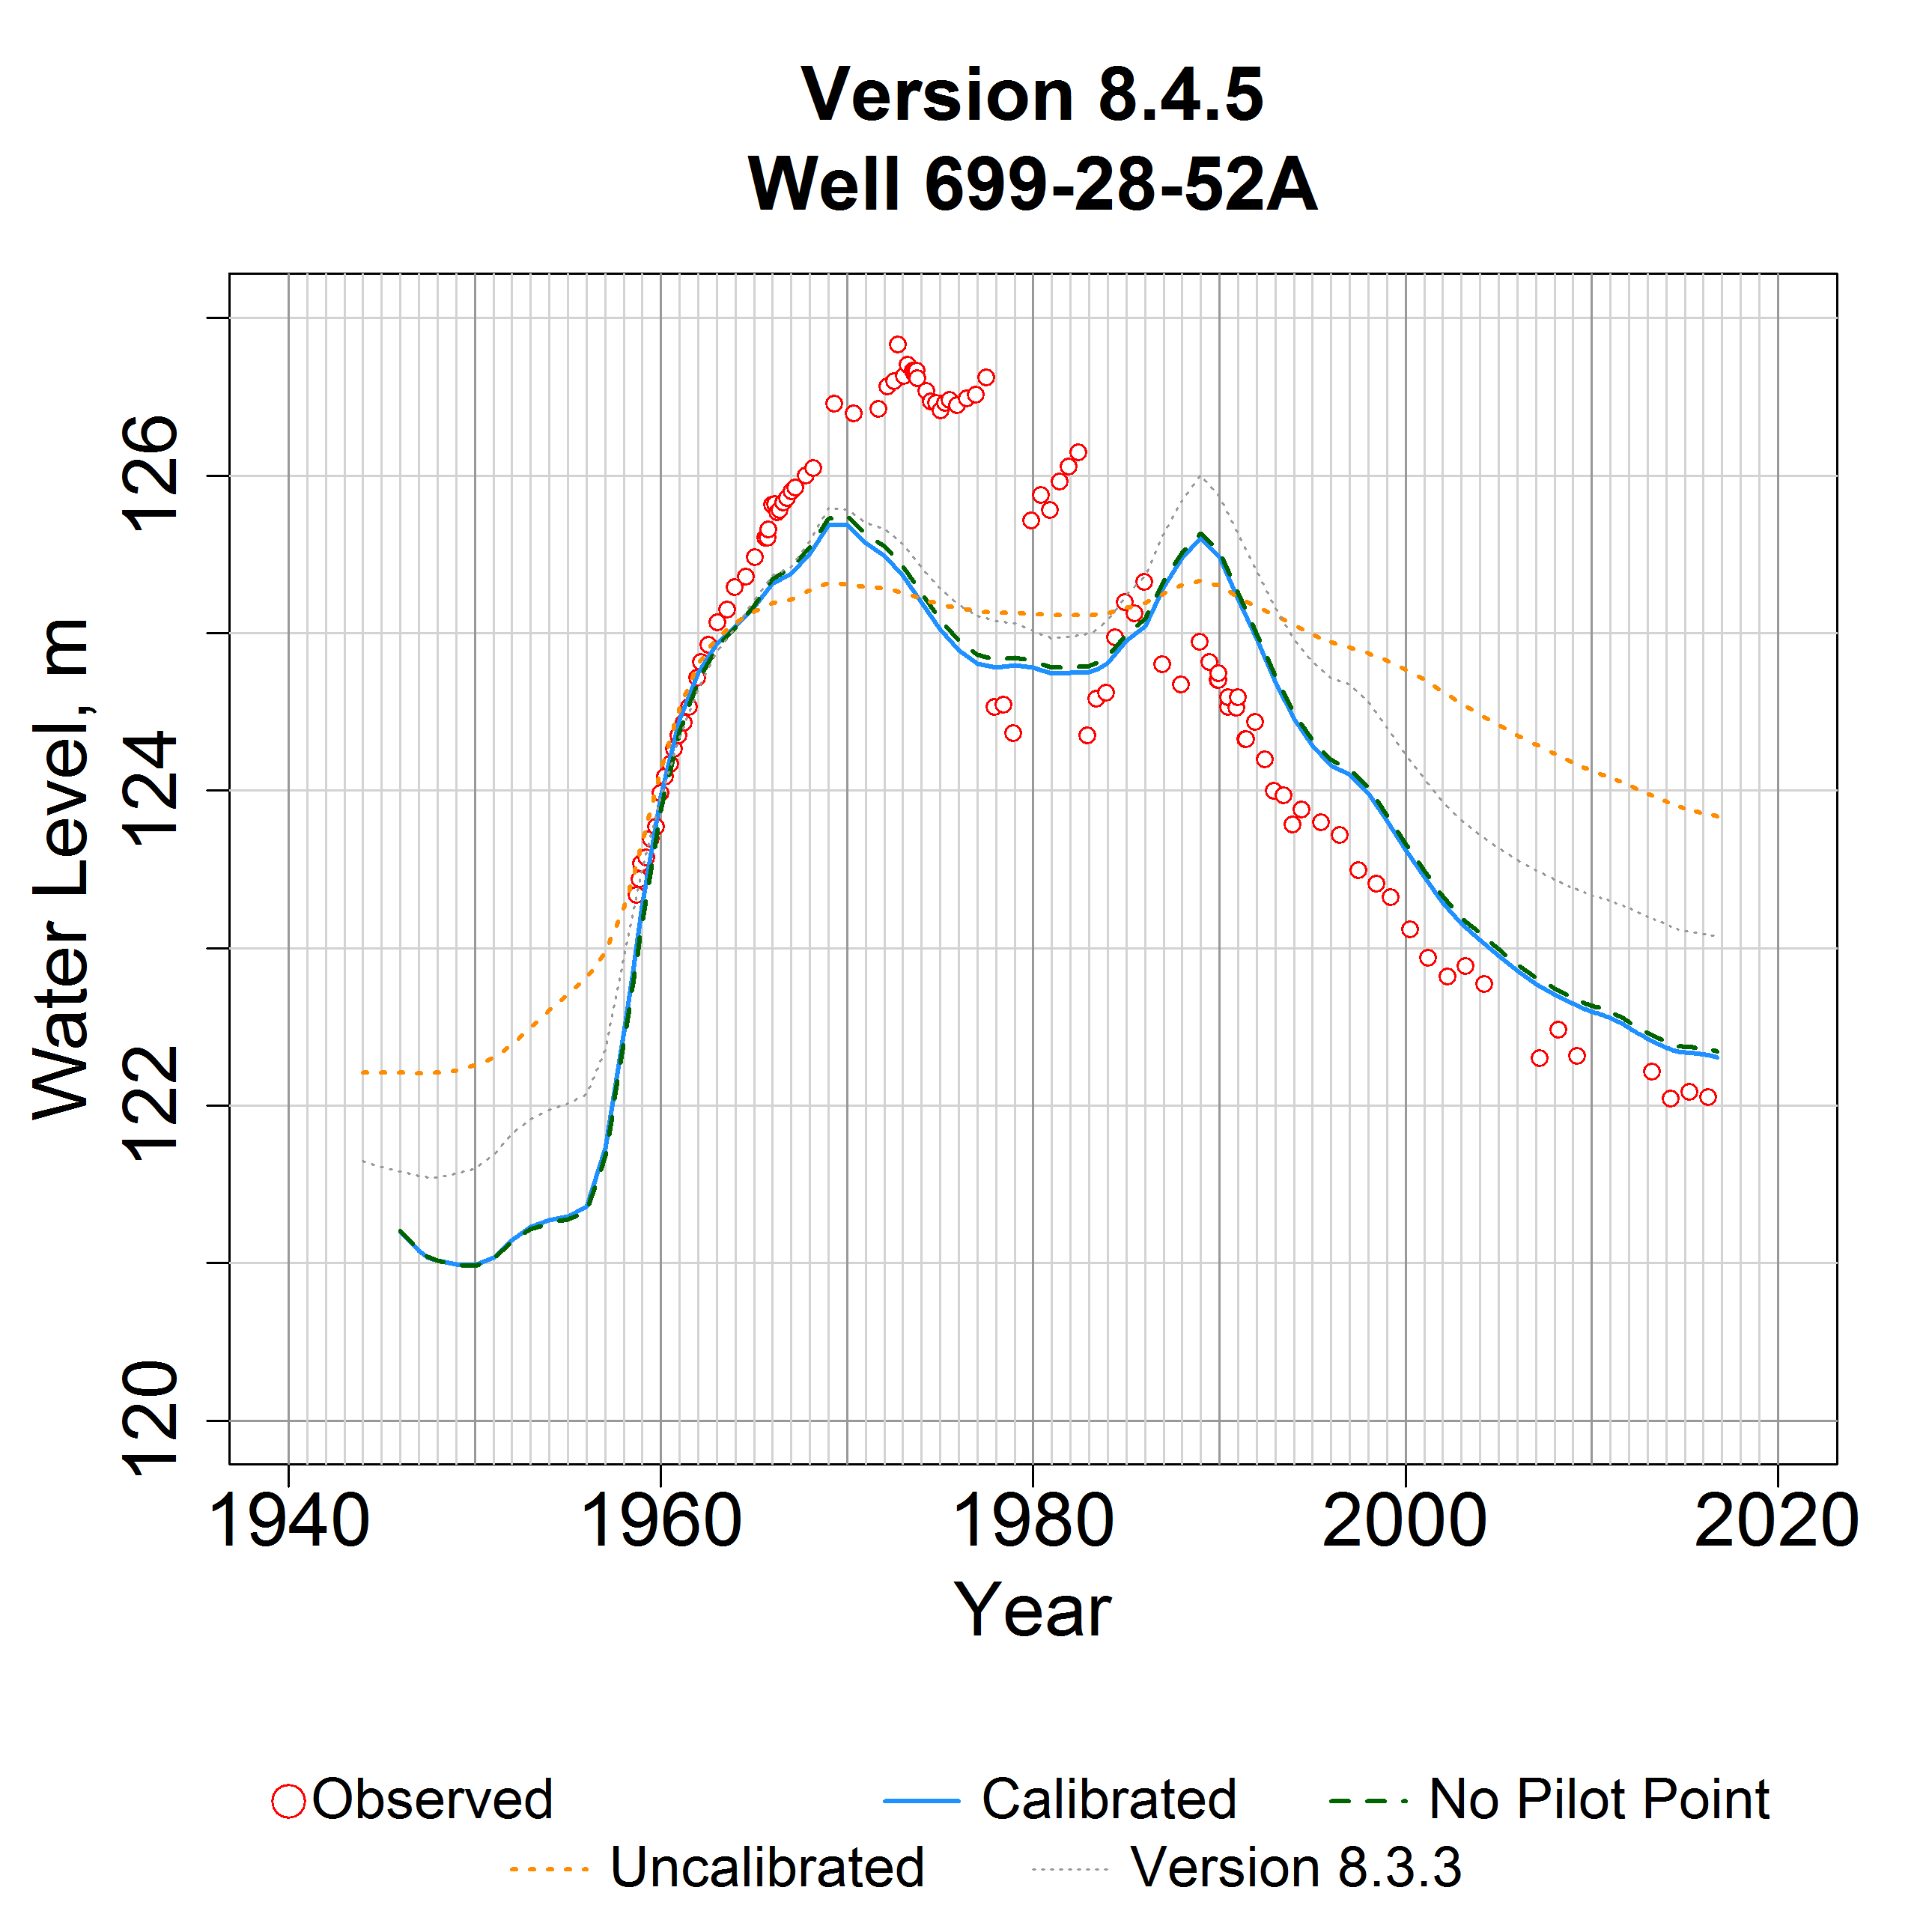 Version 8.4.5
Well 699-28-52A
Water Level, m
126
124
122
120
1940 1960 1980 2000 2020
Year
Observed Calibrated No Pilot Point
Uncalibrated Version 8.3.3